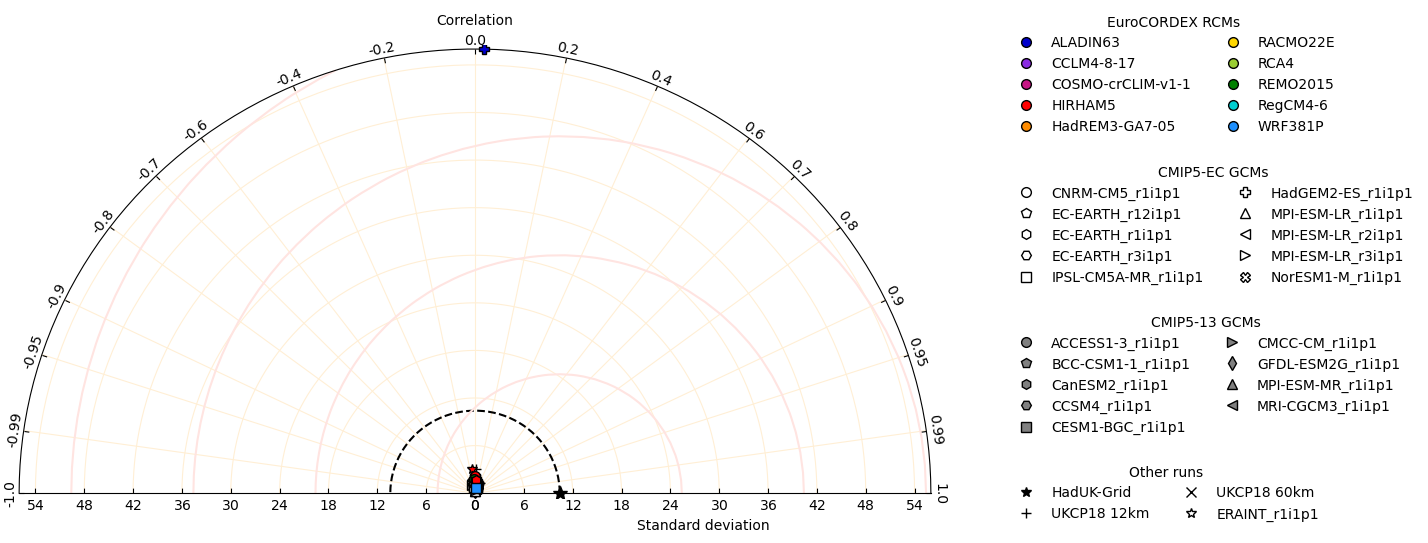 Correlation
-1.0
-0.99
-0.95
-0.9
-0.8
-0.7
-0.6
-0.4
-0.2
0.0
0.2
0.4
0.6
0.7
0.8
0.9
0.95
0.99
1.0
54 48 42 36 30 24 18 12 6 0 0 6 12 18 24 30 36 42 48 54
Standard deviation
EuroCORDEX RCMs
ALADIN63 RACMO22E
CCLM4-8-17 RCA4
COSMO-crCLIM-v1-1 REMO2015
HIRHAM5 RegCM4-6
HadREM3-GA7-05 WRF381P
CMIP5-EC GCMs
CNRM-CM5_r1i1p1 HadGEM2-ES_r1i1p1
EC-EARTH_r12i1p1 MPI-ESM-LR_r1i1p1
EC-EARTH_r1i1p1 MPI-ESM-LR_r2i1p1
EC-EARTH_r3i1p1 MPI-ESM-LR_r3i1p1
IPSL-CM5A-MR_r1i1p1 NorESM1-M_r1i1p1
CMIP5-13 GCMs
ACCESS1-3_r1i1p1 CMCC-CM_r1i1p1
BCC-CSM1-1_r1i1p1 GFDL-ESM2G_r1i1p1
CanESM2_r1i1p1 MPI-ESM-MR_r1i1p1
CCSM4_r1i1p1 MRI-CGCM3_r1i1p1
CESM1-BGC_r1i1p1
Other runs
HadUK-Grid UKCP18 60km
UKCP18 12km ERAINT_r1i1p1